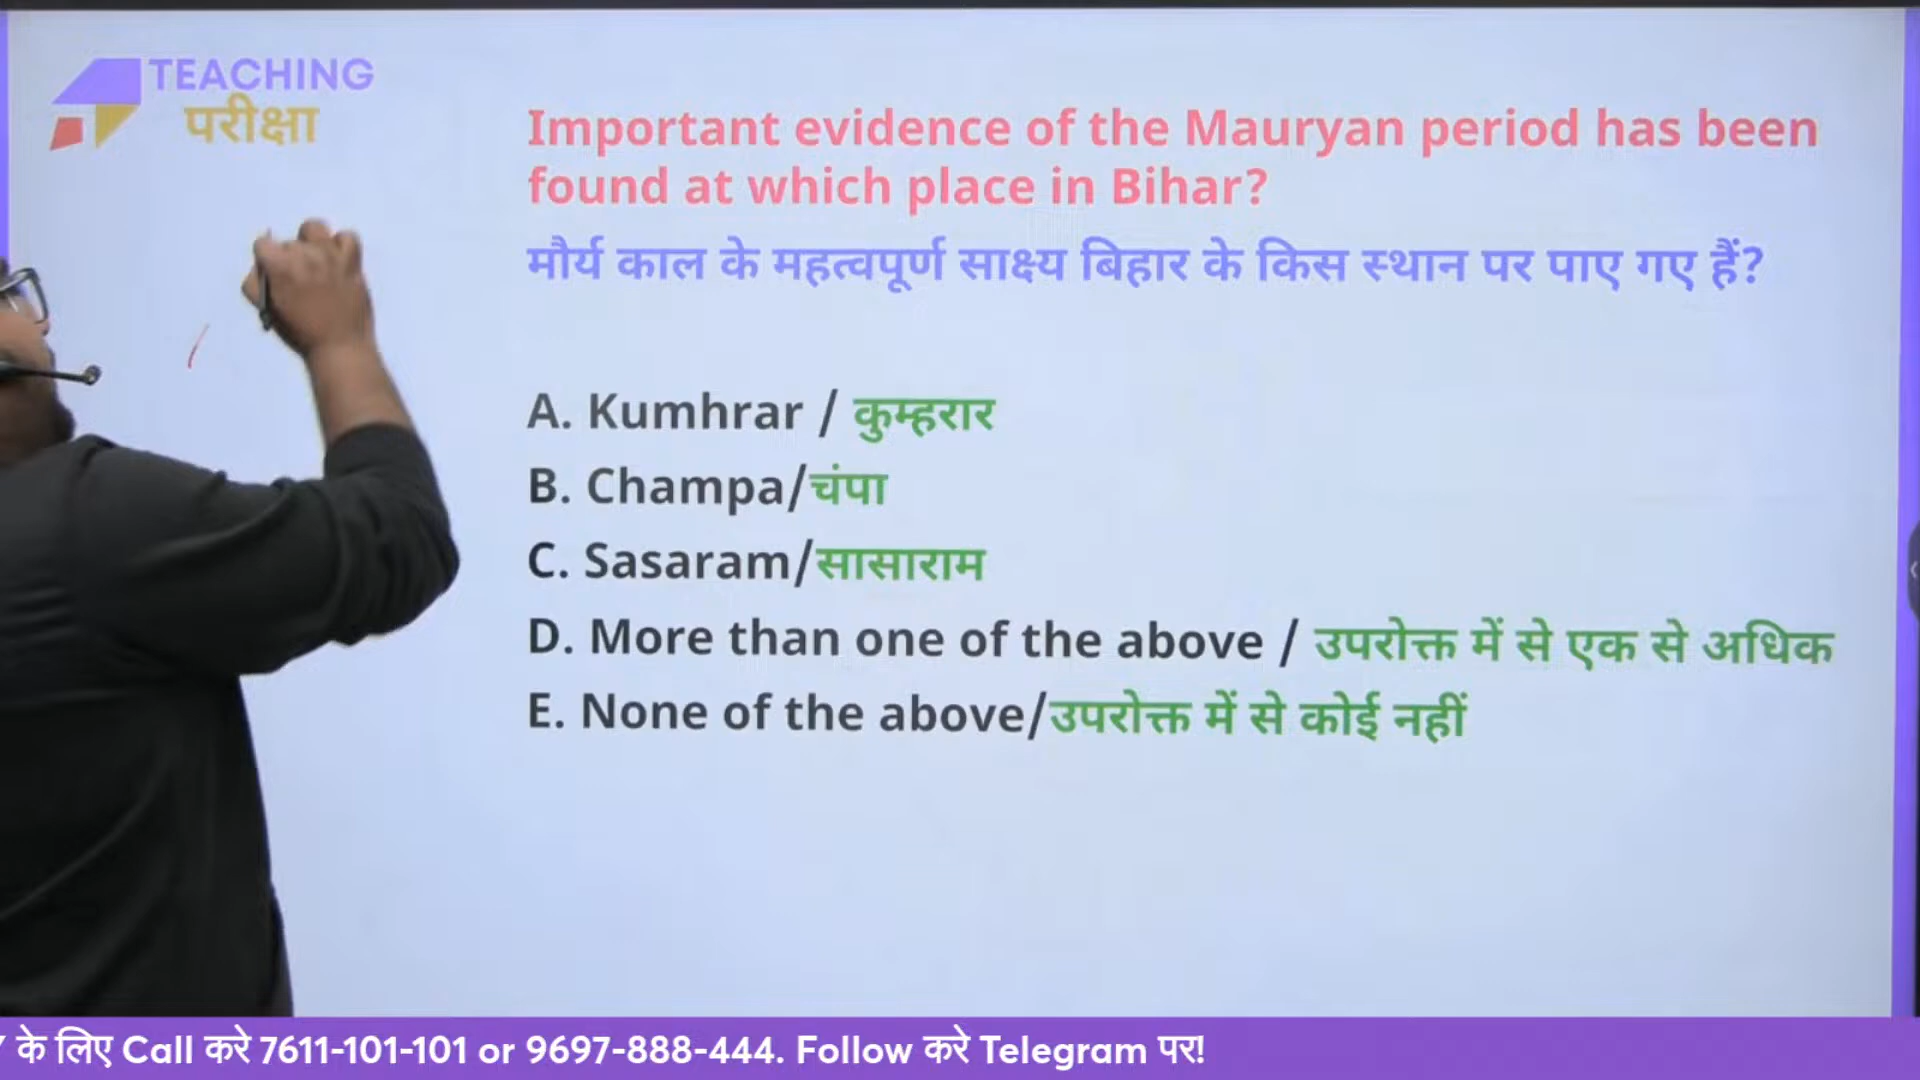 TEACHING
परीक्षा
Important evidence of the Mauryan period has been
found at which place in Bihar?
मौर्य काल के महत्वपूर्ण साक्ष्य बिहार के किस स्थान पर पाए गए हैं?
A. Kumhrar / कुम्हरार
B. Champa/चंपा
C. Sasaram/सासाराम
D. More than one of the above / उपरोक्त में से एक से अधिक
E. None of the above/उपरोक्त में से कोई नहीं
के लिए Call करे 7611-101-101 or 9697-888-444. Follow करे Telegram पर!